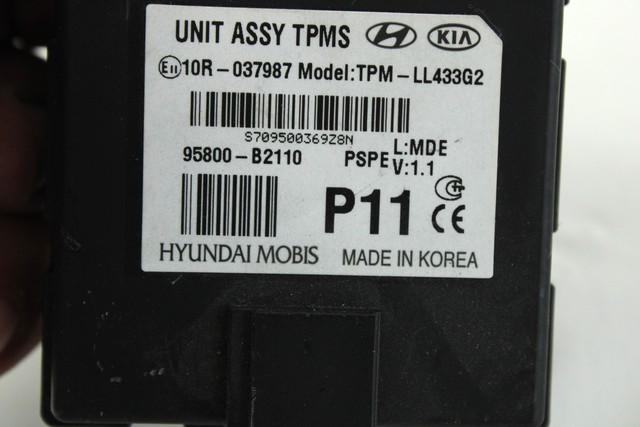 UNIT ASSY TPMS KIA
E11 10R-037987 Model:TPM-LL433G2
S709500369Z8N
95800-B2110 PSPE L:MDE
V:1.1
P11 CE
HYUNDAI MOBIS MADE IN KOREA